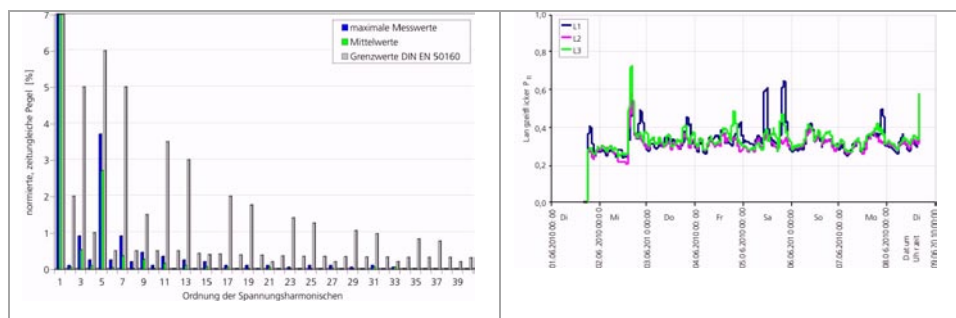 7
6
5
4
3
2
1
0
normierte, zeitungleiche Pegel [%]
maximale Messwerte
Mittelwerte
Grenzwerte DIN EN 50160
1 3 5 7 9 11 13 15 17 19 21 23 25 27 29 31 33 35 37 39
Ordnung der Spannungsharmonischen
1,0
0,8
0,6
0,4
0,2
0,0
Langzeitflicker P
L1
L2
L3
Di Mi Do Fr Sa So Mo Di
01.06.2010 00:00
02.06.2010 00:00
03.06.2010 00:00
04.06.2010 00:00
05.06.2010 00:00
06.06.2010 00:00
07.06.2010 00:00
08.06.2010 00:00
09.06.2010 00:00
Datum
Uhrzeit